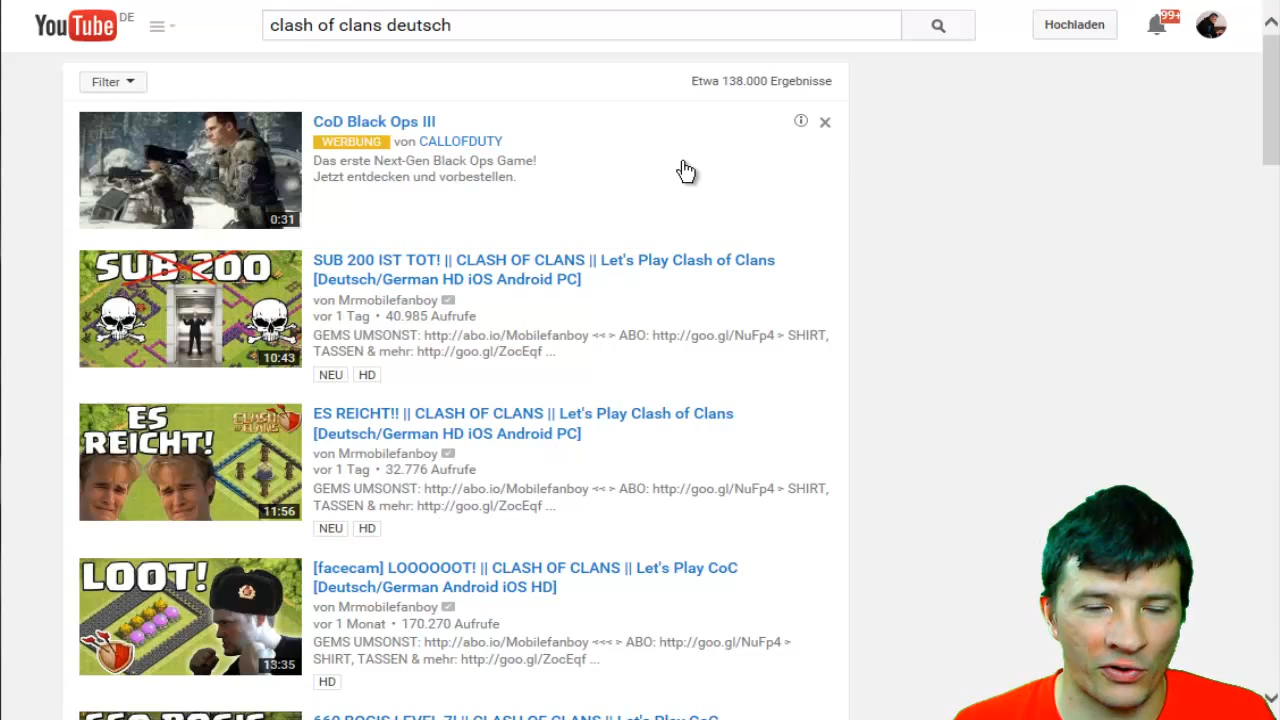 YouTube DE
clash of clans deutsch
Hochladen
99+
Filter
Etwa 138.000 Ergebnisse
CoD Black Ops III
WERBUNG von CALLOFDUTY
Das erste Next-Gen Black Ops Game!
Jetzt entdecken und vorbestellen.
0:31
SUB 200
10:43
SUB 200 IST TOT! || CLASH OF CLANS || Let's Play Clash of Clans
[Deutsch/German HD iOS Android PC]
von Mrmobilefanboy
vor 1 Tag • 40.985 Aufrufe
GEMS UMSONST: http://abo.io/Mobilefanboy <<- ► ABO: http://goo.gl/NuFp4 ► SHIRT,
TASSEN & mehr: http://goo.gl/ZocEqf ...
NEU HD
ES
REICHT!
CLASH OF CLANS
11:56
ES REICHT!! || CLASH OF CLANS || Let's Play Clash of Clans
[Deutsch/German HD iOS Android PC]
von Mrmobilefanboy
vor 1 Tag • 32.776 Aufrufe
GEMS UMSONST: http://abo.io/Mobilefanboy <<- ► ABO: http://goo.gl/NuFp4 ► SHIRT,
TASSEN & mehr: http://goo.gl/ZocEqf ...
NEU HD
LOOT!
13:35
[facecam] LOOOOOOT! || CLASH OF CLANS || Let's Play CoC
[Deutsch/German Android iOS HD]
von Mrmobilefanboy
vor 1 Monat • 170.270 Aufrufe
GEMS UMSONST: http://abo.io/Mobilefanboy <<-< ► ABO: http://goo.gl/NuFp4 ►
SHIRT, TASSEN & mehr: http://goo.gl/ZocEqf ...
HD